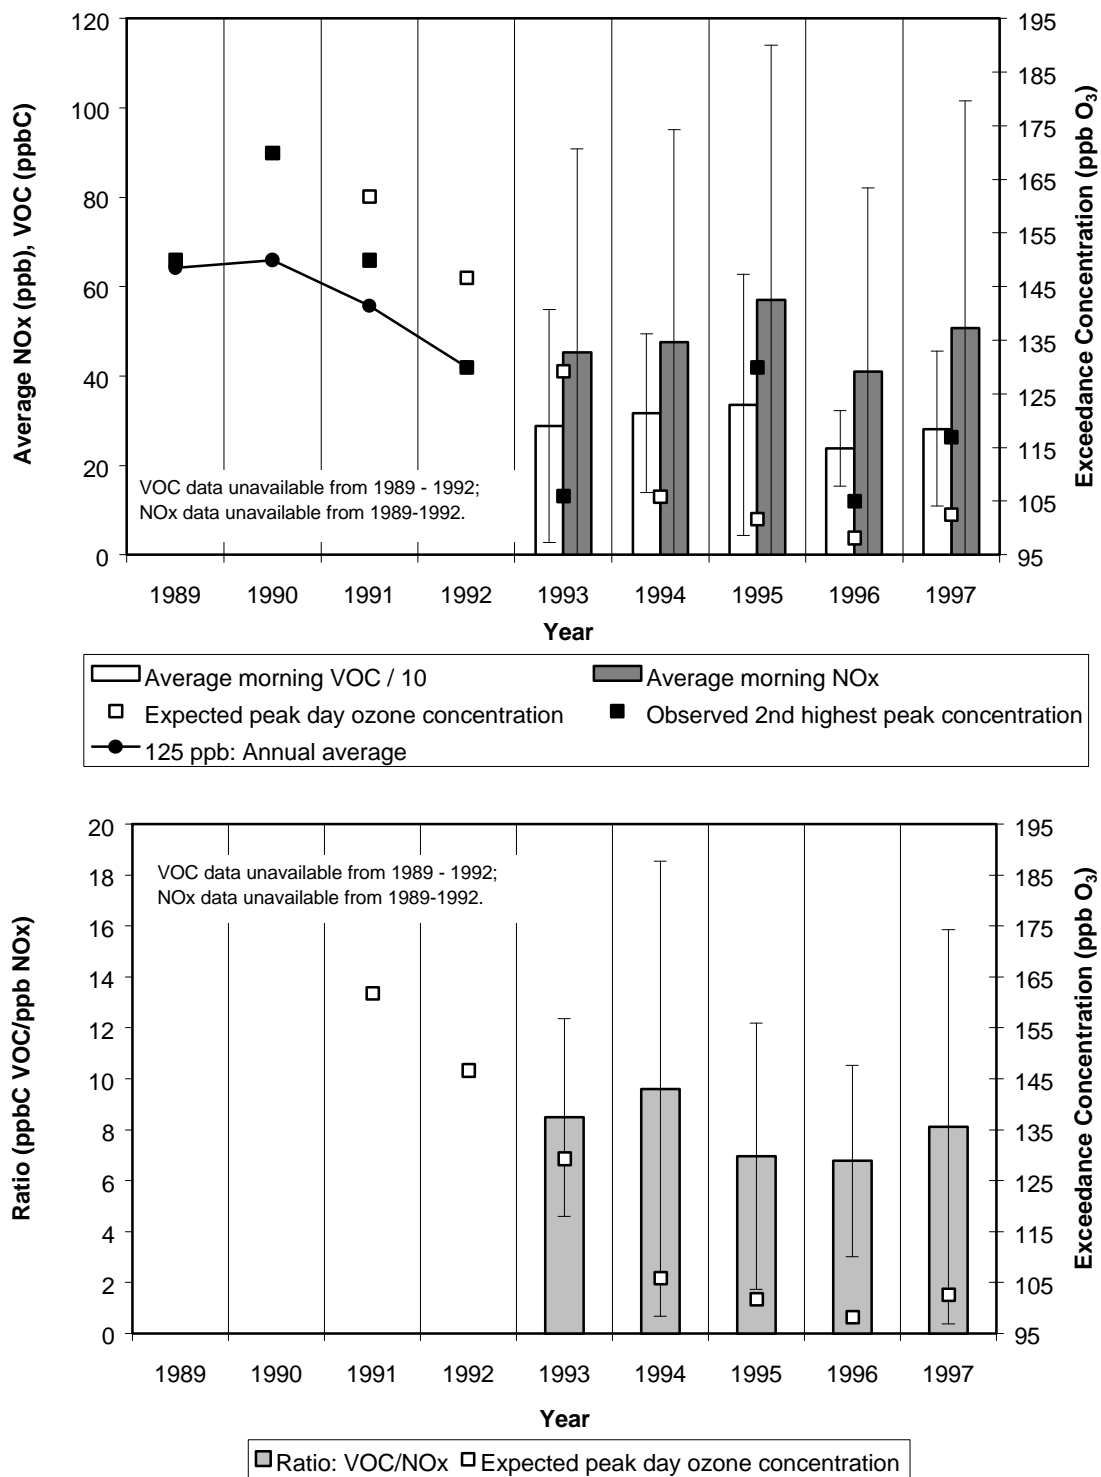 120
100
80
60
40
20
0
Average NOx (ppb), VOC (ppbC)
195
185
175
165
155
145
135
125
115
105
95
Exceedance Concentration (ppb O₃)
VOC data unavailable from 1989 - 1992;
NOx data unavailable from 1989-1992.
1989 1990 1991 1992 1993 1994 1995 1996 1997
Year
Average morning VOC / 10 Average morning NOx
Expected peak day ozone concentration Observed 2nd highest peak concentration
125 ppb: Annual average
20
18
16
14
12
10
8
6
4
2
0
Ratio (ppbC VOC/ppb NOx)
195
185
175
165
155
145
135
125
115
105
95
Exceedance Concentration (ppb O₃)
VOC data unavailable from 1989 - 1992;
NOx data unavailable from 1989-1992.
1989 1990 1991 1992 1993 1994 1995 1996 1997
Year
Ratio: VOC/NOx Expected peak day ozone concentration